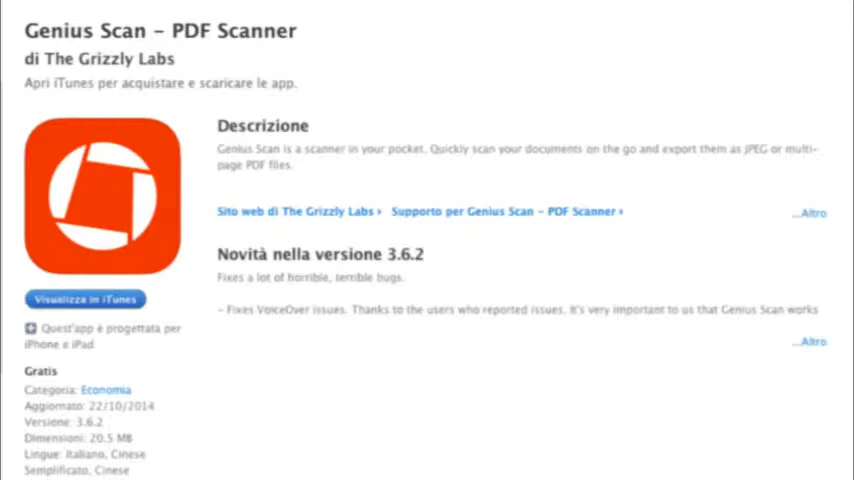 Genius Scan - PDF Scanner
di The Grizzly Labs
Apri iTunes per acquistare e scaricare le app.
Descrizione
Genius Scan is a scanner in your pocket. Quickly scan your documents on the go and export them as JPEG or multi-
page PDF files.
Sito web di The Grizzly Labs › Supporto per Genius Scan - PDF Scanner ›
...Altro
Novità nella versione 3.6.2
Fixes a lot of horrible, terrible bugs.
- Fixes VoiceOver issues. Thanks to the users who reported issues. It's very important to us that Genius Scan works
...Altro
Visualizza in iTunes
Quest'app è progettata per
iPhone e iPad
Gratis
Categoria: Economia
Aggiornato: 22/10/2014
Versione: 3.6.2
Dimensioni: 20.5 MB
Lingue: Italiano, Cinese
Semplificato, Cinese